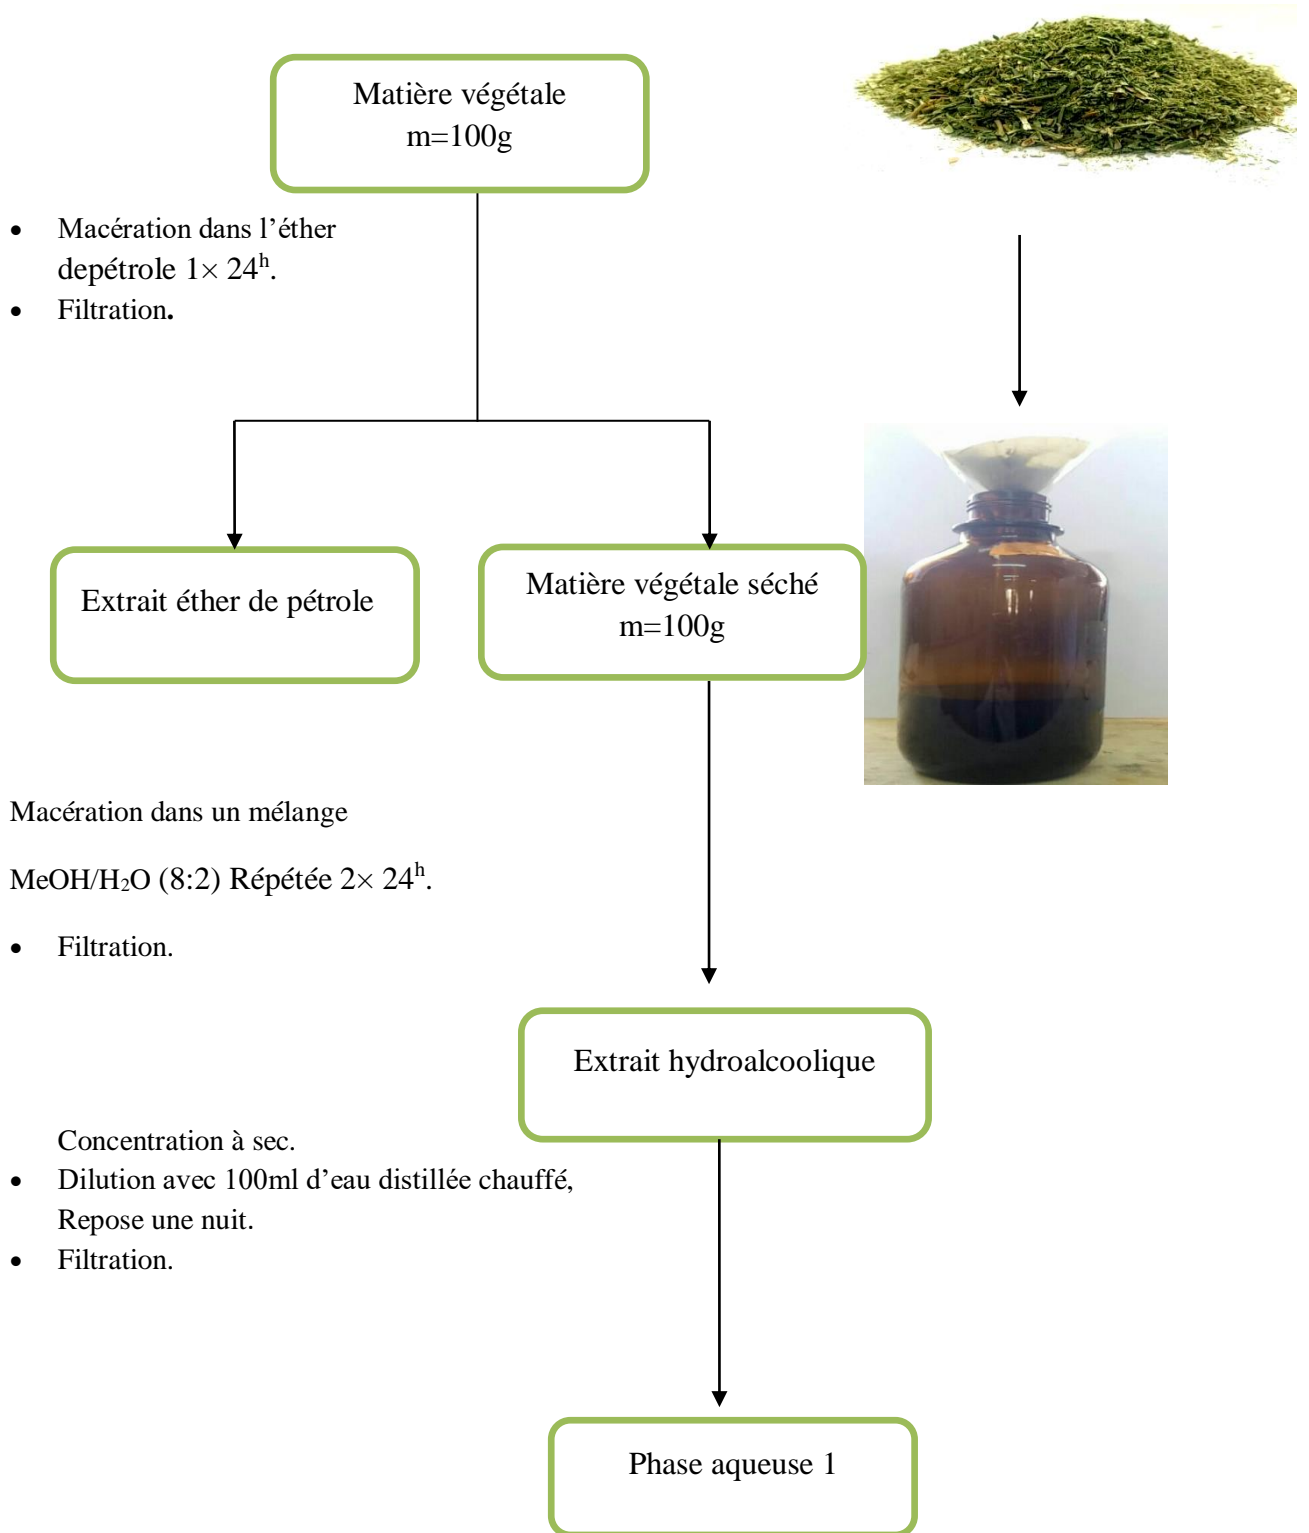 Matière végétale
m=100g
• Macération dans l’éther
depétrole 1× 24ʰ.
• Filtration.
Extrait éther de pétrole
Matière végétale séché
m=100g
Macération dans un mélange
MeOH/H₂O (8:2) Répétée 2× 24ʰ.
• Filtration.
Extrait hydroalcoolique
Concentration à sec.
• Dilution avec 100ml d’eau distillée chauffé,
Repose une nuit.
• Filtration.
Phase aqueuse 1